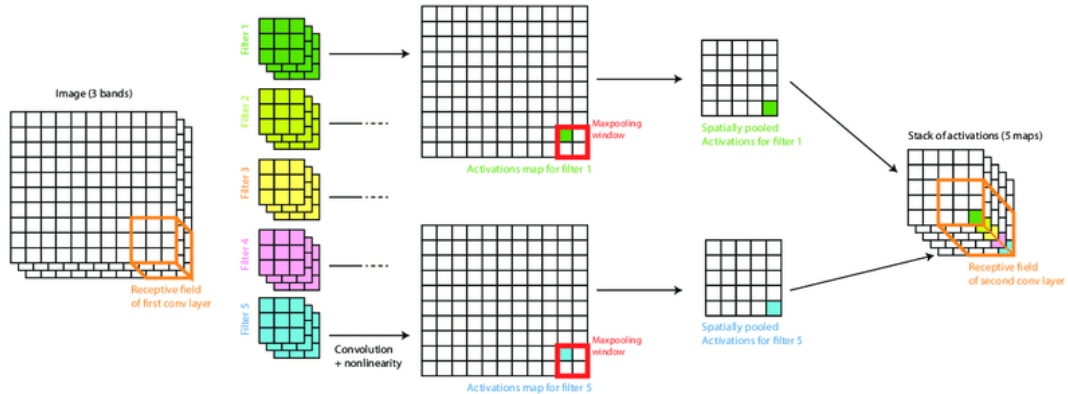 Image (3 bands)
Receptive field
of first conv layer
Filter 1
Filter 2
Filter 3
Filter 4
Filter 5
Convolution
+ nonlinearity
Maxpooling
window
Activations map for filter 1
Maxpooling
window
Activations map for filter 5
Spatially pooled
Activations for filter 1
Spatially pooled
Activations for filter 5
Stack of activations (5 maps)
Receptive field
of second conv layer